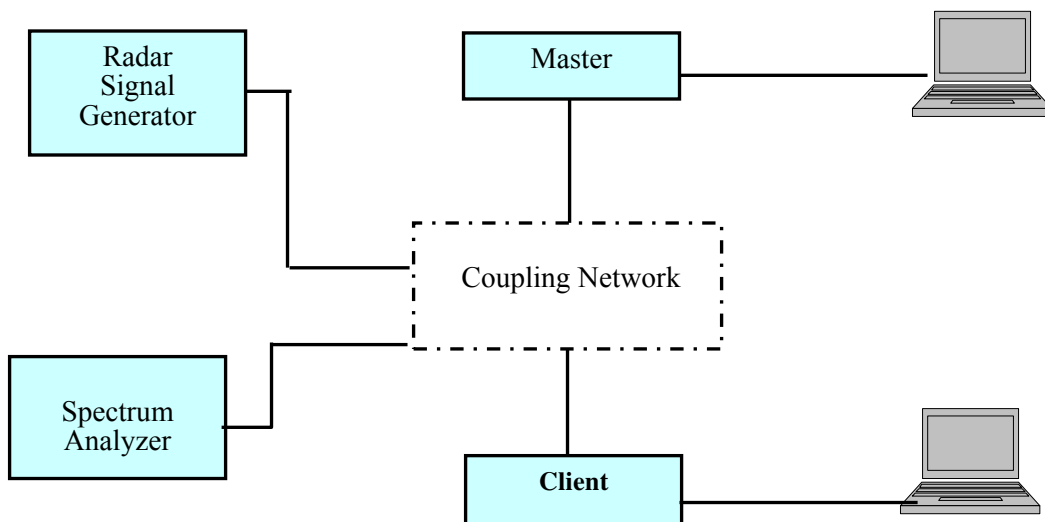 Radar
Signal
Generator
Master
Coupling Network
Spectrum
Analyzer
Client